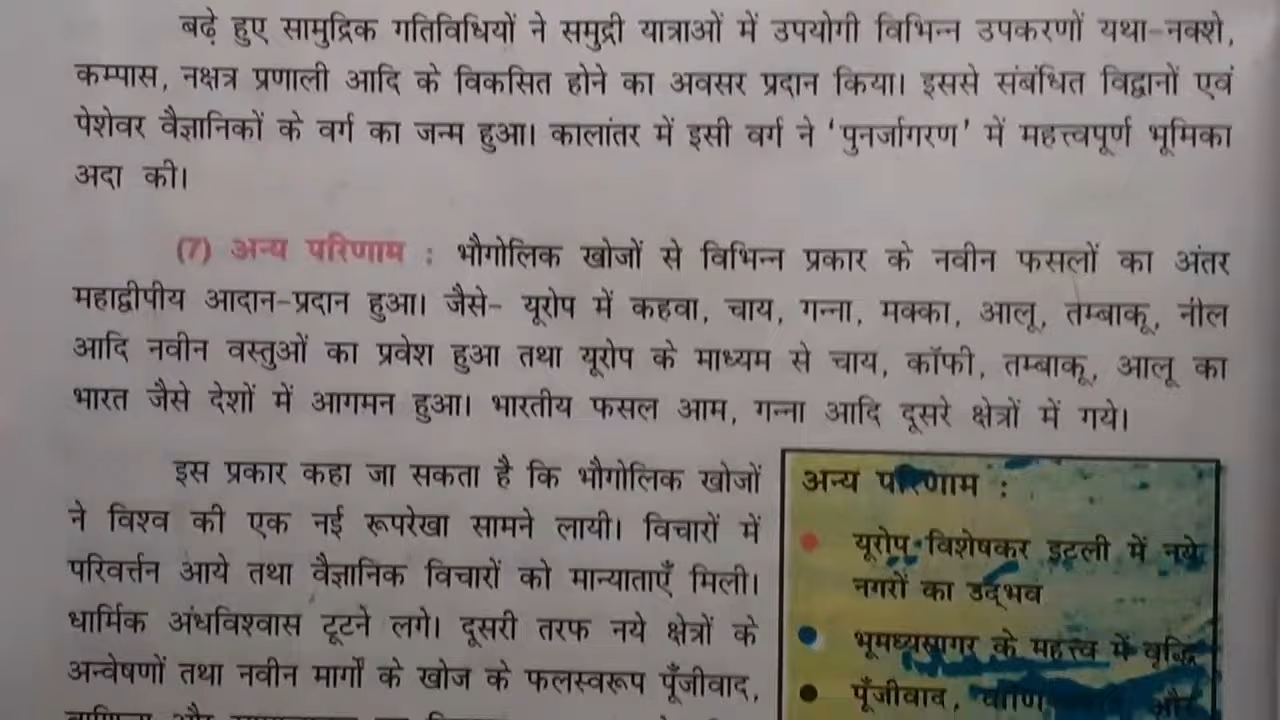 बढ़े हुए सामुद्रिक गतिविधियों ने समुद्री यात्राओं में उपयोगी विभिन्न उपकरणों यथा-नक्शे,
कम्पास, नक्षत्र प्रणाली आदि के विकसित होने का अवसर प्रदान किया। इससे संबंधित विद्वानों एवं
पेशेवर वैज्ञानिकों के वर्ग का जन्म हुआ। कालांतर में इसी वर्ग ने 'पुनर्जागरण' में महत्त्वपूर्ण भूमिका
अदा की।
(7) अन्य परिणाम : भौगोलिक खोजों से विभिन्न प्रकार के नवीन फसलों का अंतर
महाद्वीपीय आदान-प्रदान हुआ। जैसे- यूरोप में कहवा, चाय, गन्ना, मक्का, आलू, तम्बाकू, नील
आदि नवीन वस्तुओं का प्रवेश हुआ तथा यूरोप के माध्यम से चाय, कॉफी, तम्बाकू, आलू का
भारत जैसे देशों में आगमन हुआ। भारतीय फसल आम, गन्ना आदि दूसरे क्षेत्रों में गये।
इस प्रकार कहा जा सकता है कि भौगोलिक खोजों
ने विश्व की एक नई रूपरेखा सामने लायी। विचारों में
परिवर्त्तन आये तथा वैज्ञानिक विचारों को मान्यताएँ मिली।
धार्मिक अंधविश्वास टूटने लगे। दूसरी तरफ नये क्षेत्रों के
अन्वेषणों तथा नवीन मार्गों के खोज के फलस्वरूप पूँजीवाद,
अन्य परिणाम :
यूरोप विशेषकर इटली में नये
नगरों का उद्भव
भूमध्यसागर के महत्त्व में वृद्धि
पूँजीवाद, और